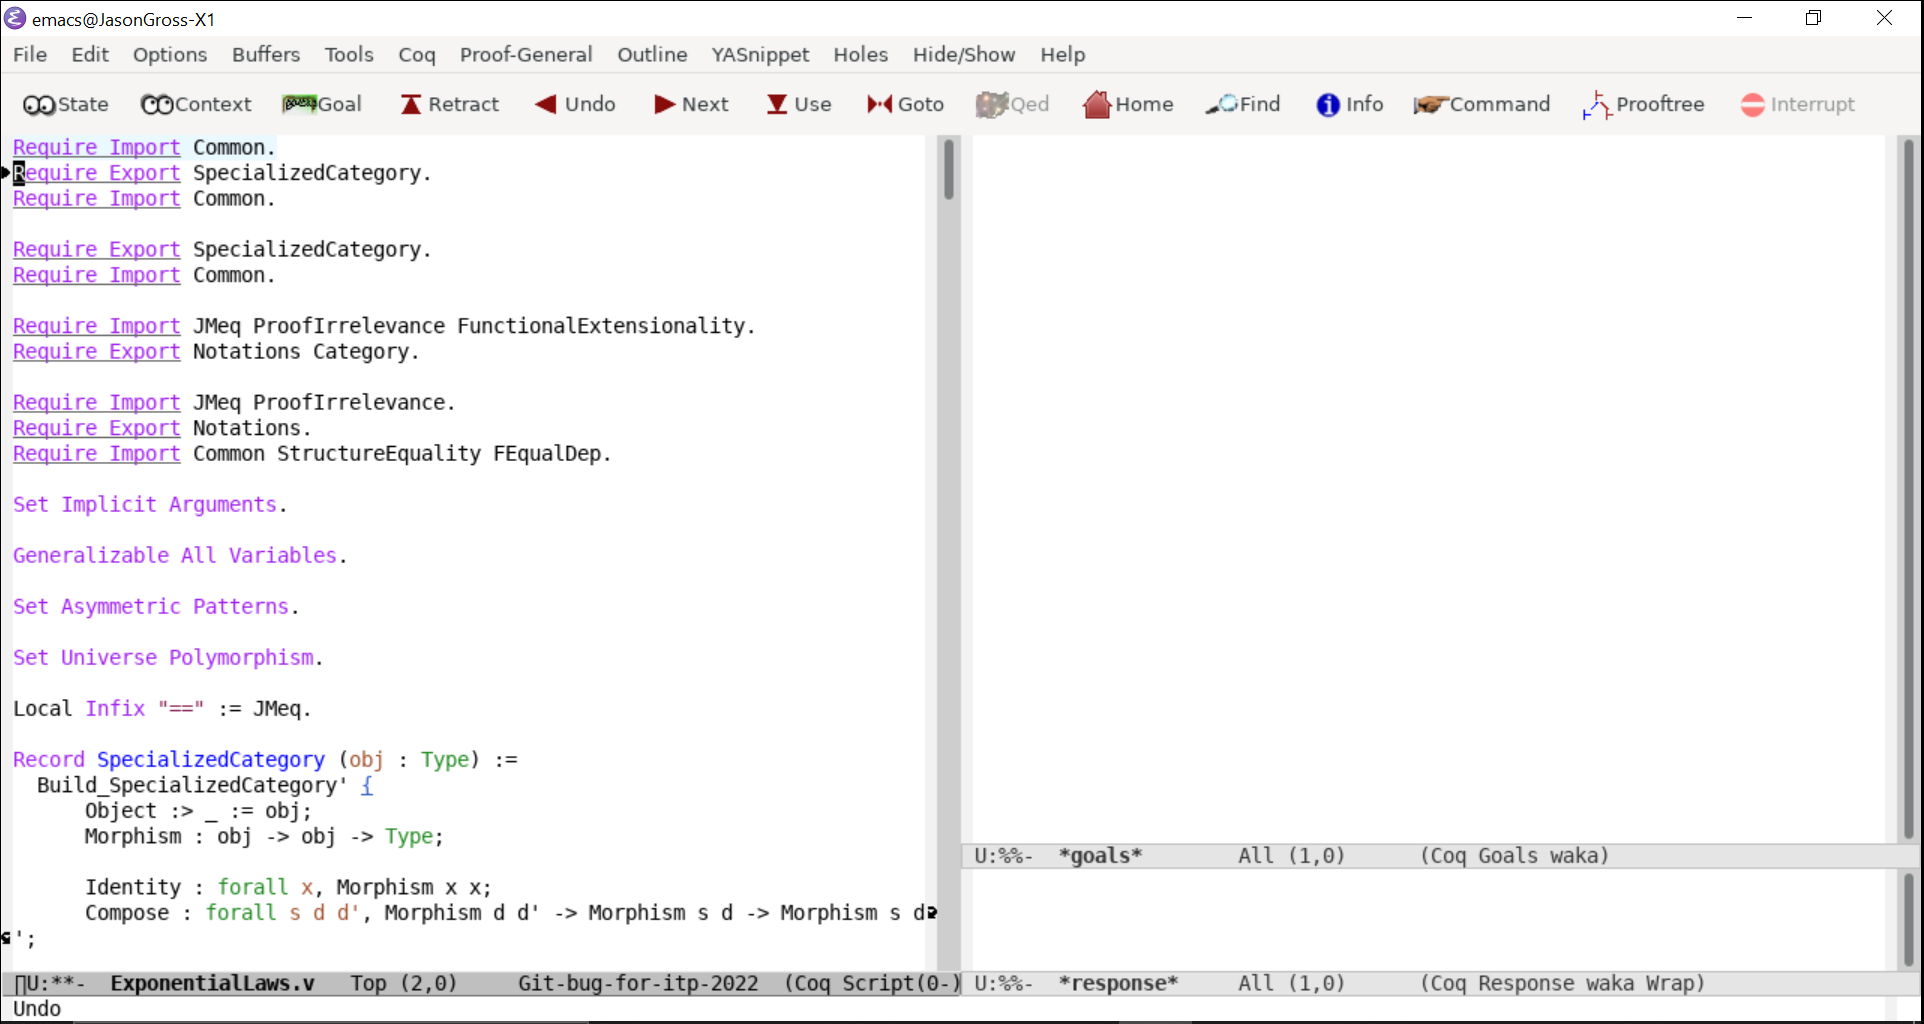 emacs@JasonGross-X1
File Edit Options Buffers Tools Coq Proof-General Outline YASnippet Holes Hide/Show Help
State Context Goal Retract Undo Next Use Goto Qed Home Find Info Command Prooftree Interrupt
Require Import Common.
Require Export SpecializedCategory.
Require Import Common.
Require Export SpecializedCategory.
Require Import Common.
Require Import JMeq ProofIrrelevance FunctionalExtensionality.
Require Export Notations Category.
Require Import JMeq ProofIrrelevance.
Require Export Notations.
Require Import Common StructureEquality FEqualDep.
Set Implicit Arguments.
Generalizable All Variables.
Set Asymmetric Patterns.
Set Universe Polymorphism.
Local Infix "==" := JMeq.
Record SpecializedCategory (obj : Type) :=
  Build_SpecializedCategory' {
      Object :> _ := obj;
      Morphism : obj -> obj -> Type;
      Identity : forall x, Morphism x x;
      Compose : forall s d d', Morphism d d' -> Morphism s d -> Morphism s d
';
U:**-  ExponentialLaws.v   Top (2,0)     Git-bug-for-itp-2022  (Coq Script(0-)
Undo
U:%%-  *goals*        All (1,0)      (Coq Goals waka)
U:%%-  *response*     All (1,0)      (Coq Response waka Wrap)